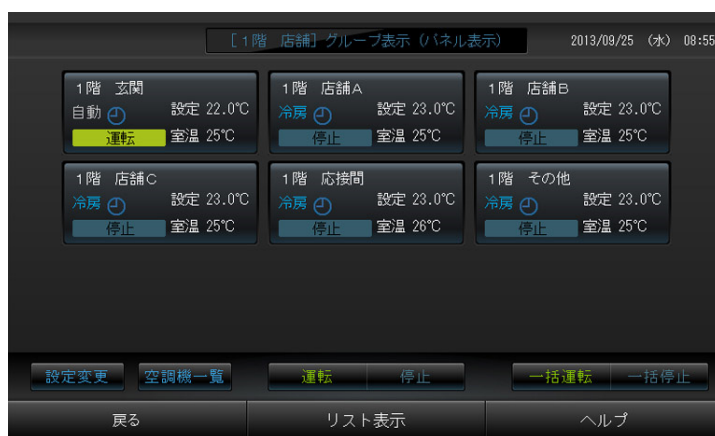 [1階 店舗] グループ表示 (パネル表示) 2013/09/25 (水) 08:55
1階 玄関
自動 設定 22.0℃
運転 室温 25℃
1階 店舗A
冷房 設定 23.0℃
停止 室温 25℃
1階 店舗B
冷房 設定 23.0℃
停止 室温 25℃
1階 店舗C
冷房 設定 23.0℃
停止 室温 25℃
1階 応接間
冷房 設定 23.0℃
停止 室温 26℃
1階 その他
冷房 設定 23.0℃
停止 室温 25℃
設定変更 空調機一覧 運転 停止 一括運転 一括停止
戻る リスト表示 ヘルプ